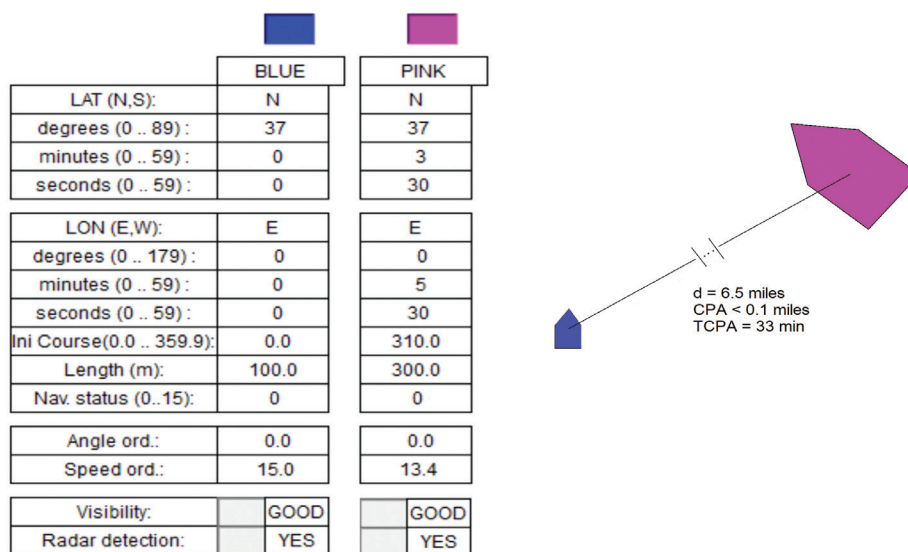 BLUE PINK
LAT (N,S): N N
degrees (0 .. 89) : 37 37
minutes (0 .. 59) : 0 3
seconds (0 .. 59) : 0 30
LON (E,W): E E
degrees (0 .. 179) : 0 0
minutes (0 .. 59) : 0 5
seconds (0 .. 59) : 0 30
Ini Course(0.0 .. 359.9): 0.0 310.0
Length (m): 100.0 300.0
Nav. status (0..15): 0 0
Angle ord.: 0.0 0.0
Speed ord.: 15.0 13.4
Visibility: GOOD GOOD
Radar detection: YES YES
d = 6.5 miles
CPA < 0.1 miles
TCPA = 33 min